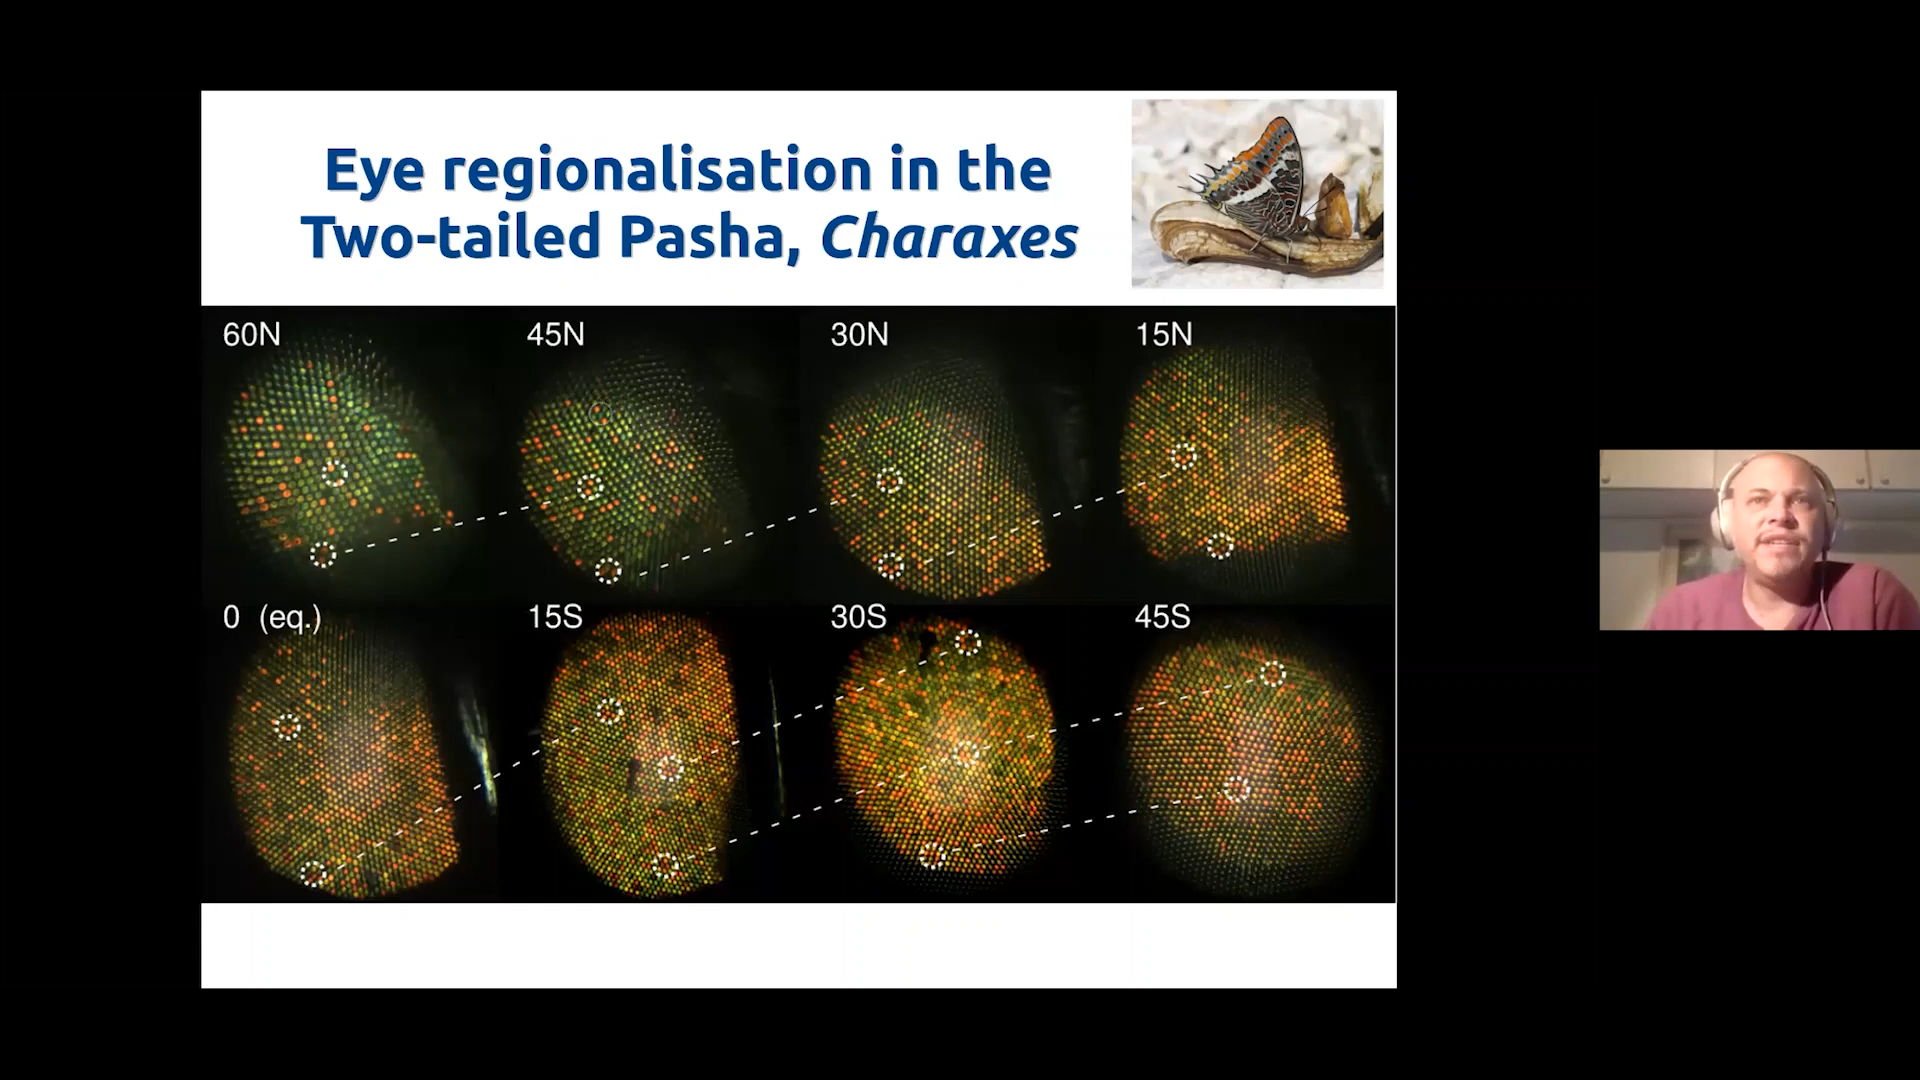 Eye regionalisation in the
Two-tailed Pasha, Charaxes
60N
45N
30N
15N
0 (eq.)
15S
30S
45S